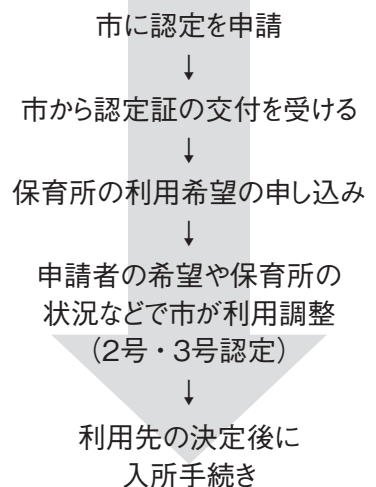 市に認定を申請
↓
市から認定証の交付を受ける
↓
保育所の利用希望の申し込み
↓
申請者の希望や保育所の
状況などで市が利用調整
(2号・3号認定)
↓
利用先の決定後に
入所手続き